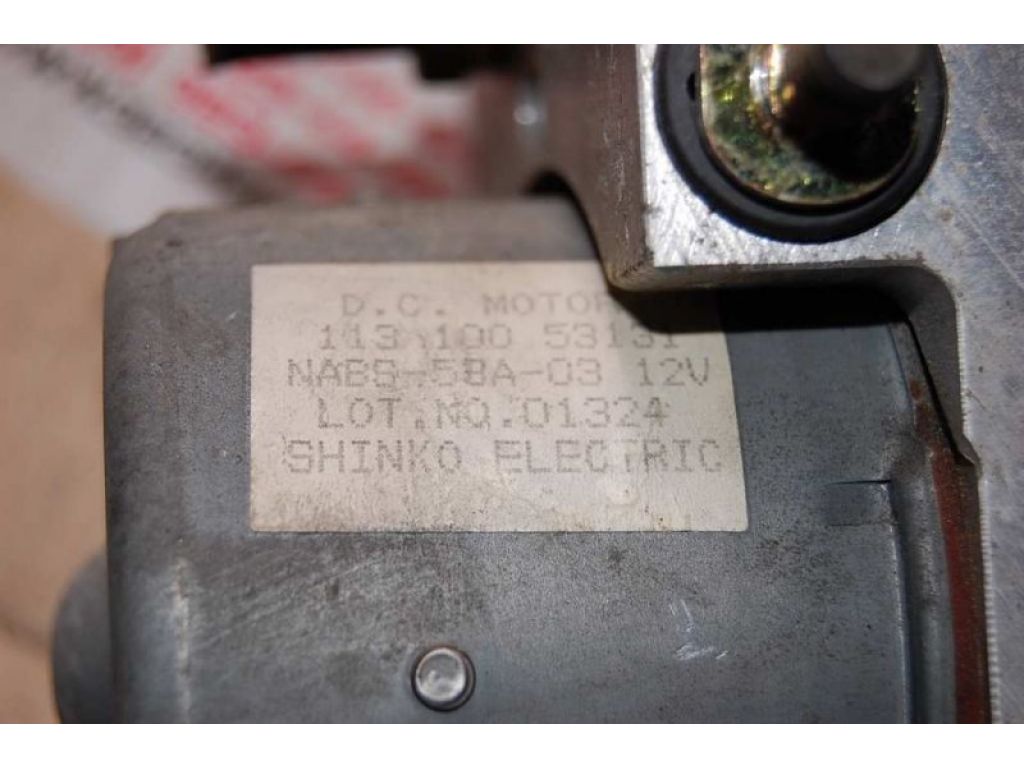 D.C. MOTOR
113 100 53131
NABS-58A-03 12V
LOT.NO.01324
SHINKO ELECTRIC